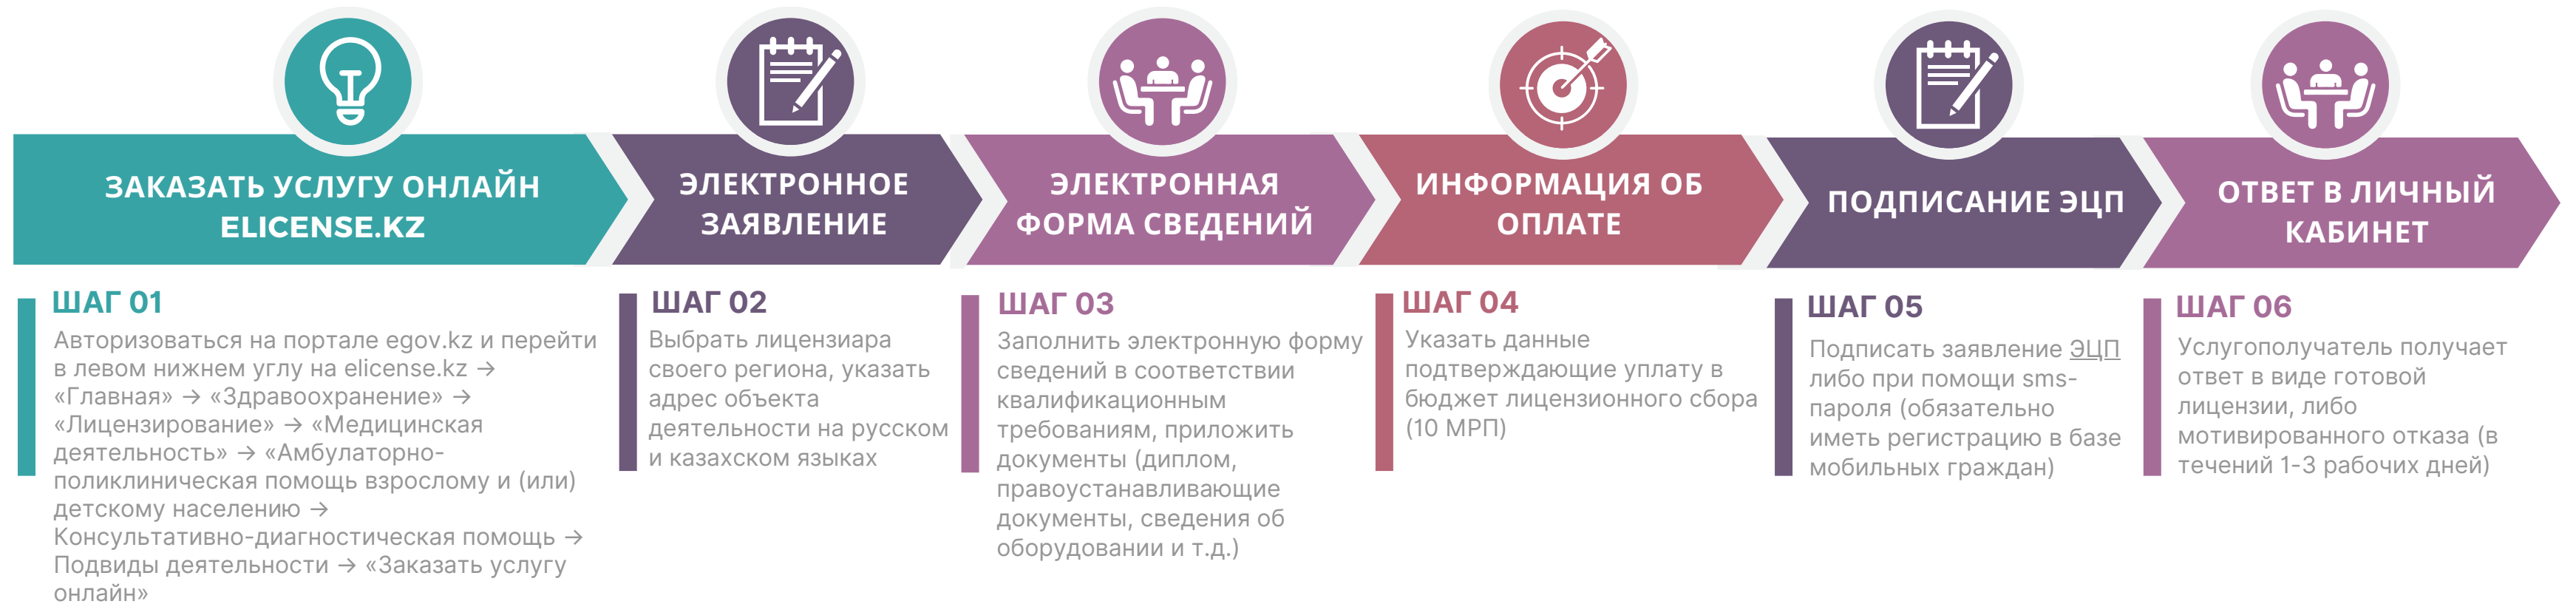 ЗАКАЗАТЬ УСЛУГУ ОНЛАЙН
ELICENSE.KZ
ШАГ 01
Авторизоваться на портале egov.kz и перейти
в левом нижнем углу на elicense.kz →
«Главная» → «Здравоохранение» →
«Лицензирование» → «Медицинская
деятельность» → «Амбулаторно-
поликлиническая помощь взрослому и (или)
детскому населению →
Консультативно-диагностическая помощь →
Подвиды деятельности → «Заказать услугу
онлайн»
ЭЛЕКТРОННОЕ
ЗАЯВЛЕНИЕ
ШАГ 02
Выбрать лицензиара
своего региона, указать
адрес объекта
деятельности на русском
и казахском языках
ЭЛЕКТРОННАЯ
ФОРМА СВЕДЕНИЙ
ШАГ 03
Заполнить электронную форму
сведений в соответствии
квалификационным
требованиям, приложить
документы (диплом,
правоустанавливающие
документы, сведения об
оборудовании и т.д.)
ИНФОРМАЦИЯ ОБ
ОПЛАТЕ
ШАГ 04
Указать данные
подтверждающие уплату в
бюджет лицензионного сбора
(10 МРП)
ПОДПИСАНИЕ ЭЦП
ШАГ 05
Подписать заявление ЭЦП
либо при помощи sms-
пароля (обязательно
иметь регистрацию в базе
мобильных граждан)
ОТВЕТ В ЛИЧНЫЙ
КАБИНЕТ
ШАГ 06
Услугополучатель получает
ответ в виде готовой
лицензии, либо
мотивированного отказа (в
течений 1-3 рабочих дней)